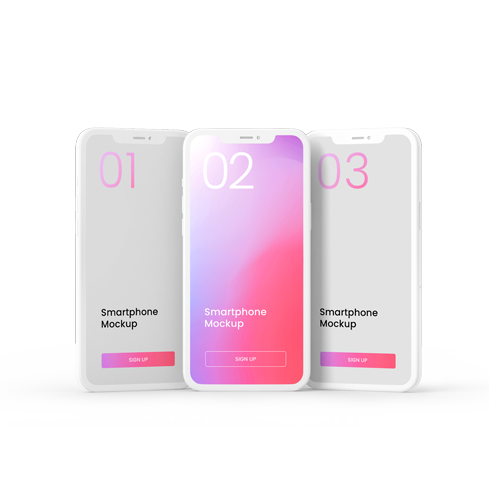 01
Smartphone
Mockup
SIGN UP
02
Smartphone
Mockup
SIGN UP
03
Smartphone
Mockup
SIGN UP